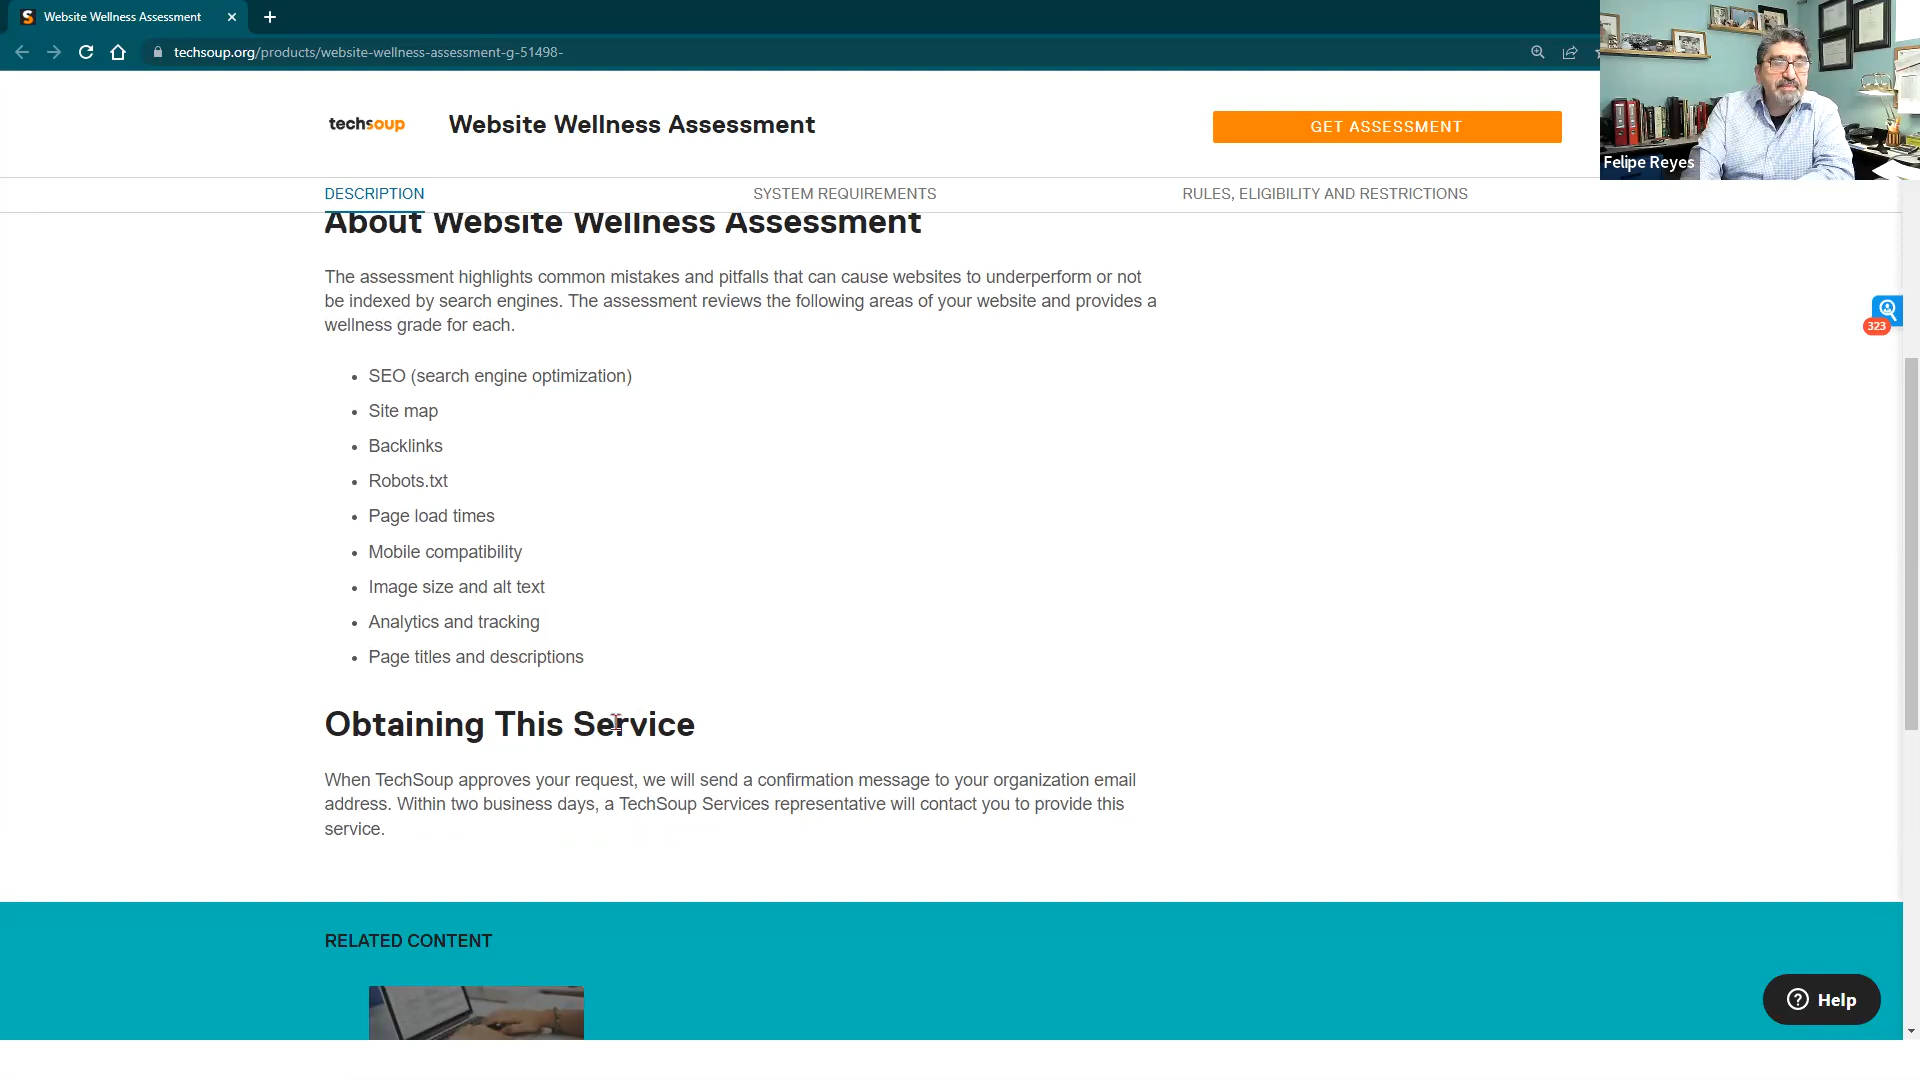 Website Wellness Assessment
techsoup.org/products/website-wellness-assessment-g-51498-
techsoup
Website Wellness Assessment
GET ASSESSMENT
Felipe Reyes
DESCRIPTION
SYSTEM REQUIREMENTS
RULES, ELIGIBILITY AND RESTRICTIONS
About Website Wellness Assessment
The assessment highlights common mistakes and pitfalls that can cause websites to underperform or not
be indexed by search engines. The assessment reviews the following areas of your website and provides a
wellness grade for each.
323
• SEO (search engine optimization)
• Site map
• Backlinks
• Robots.txt
• Page load times
• Mobile compatibility
• Image size and alt text
• Analytics and tracking
• Page titles and descriptions
Obtaining This Service
When TechSoup approves your request, we will send a confirmation message to your organization email
address. Within two business days, a TechSoup Services representative will contact you to provide this
service.
RELATED CONTENT
Help